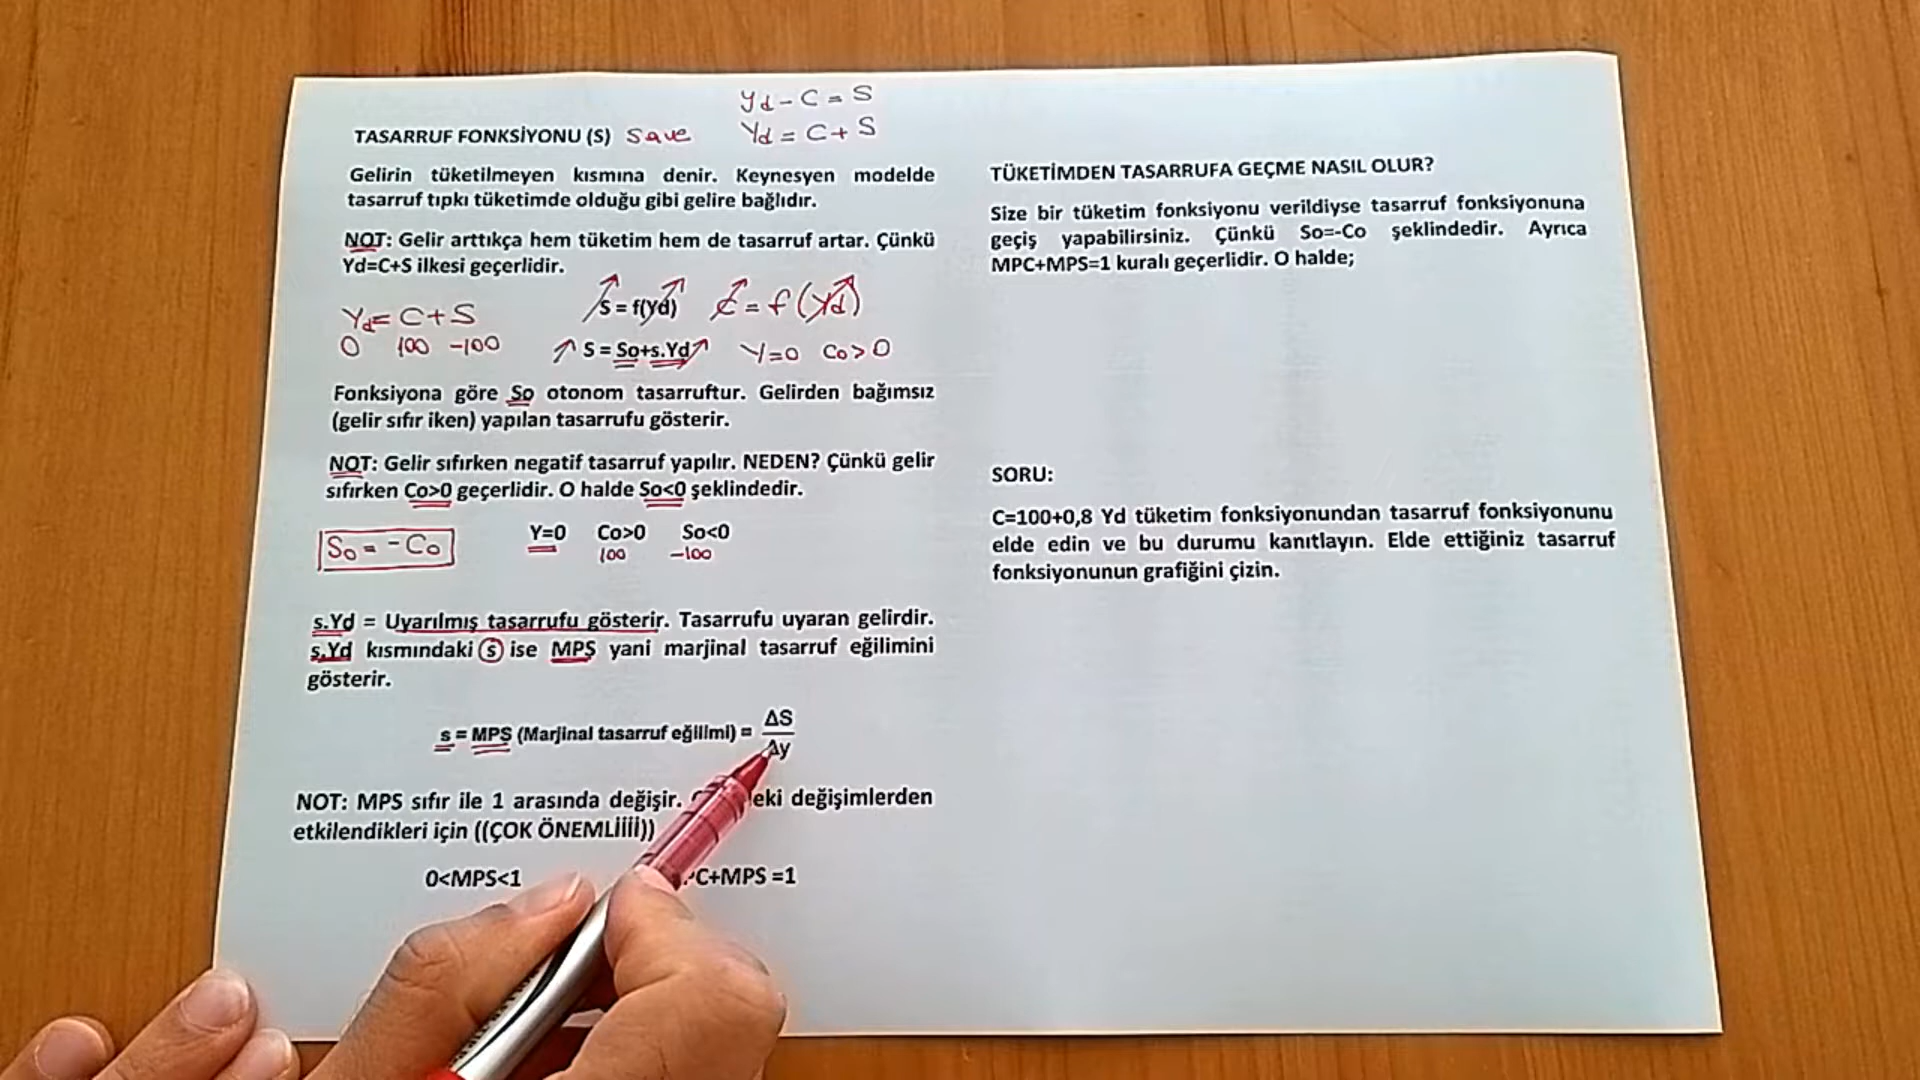 Yd - C = S
Yd = C + S
TASARRUF FONKSİYONU (S) Save
Gelirin tüketilmeyen kısmına denir. Keynesyen modelde
tasarruf tıpkı tüketimde olduğu gibi gelire bağlıdır.
NOT: Gelir arttıkça hem tüketim hem de tasarruf artar. Çünkü
Yd=C+S ilkesi geçerlidir.
S = f(Yd) C = f(Yd)
Yd = C + S
0 100 -100
S = So+s.Yd Y=0 Co>0
Fonksiyona göre So otonom tasarruftur. Gelirden bağımsız
(gelir sıfır iken) yapılan tasarrufu gösterir.
NOT: Gelir sıfırken negatif tasarruf yapılır. NEDEN? Çünkü gelir
sıfırken Co>0 geçerlidir. O halde So<0 şeklindedir.
So = -Co Y=0 Co>0 So<0
100 -100
s.Yd = Uyarılmış tasarrufu gösterir. Tasarrufu uyaran gelirdir.
s.Yd kısmındaki s ise MPS yani marjinal tasarruf eğilimini
gösterir.
s = MPS (Marjinal tasarruf eğilimi) = ΔS
Δy
NOT: MPS sıfır ile 1 arasında değişir. eki değişimlerden
etkilendikleri için ((ÇOK ÖNEMLİİİİ))
0<MPS<1 C+MPS =1
TÜKETİMDEN TASARRUFA GEÇME NASIL OLUR?
Size bir tüketim fonksiyonu verildiyse tasarruf fonksiyonuna
geçiş yapabilirsiniz. Çünkü So=-Co şeklindedir. Ayrıca
MPC+MPS=1 kuralı geçerlidir. O halde;
SORU:
C=100+0,8 Yd tüketim fonksiyonundan tasarruf fonksiyonunu
elde edin ve bu durumu kanıtlayın. Elde ettiğiniz tasarruf
fonksiyonunun grafiğini çizin.